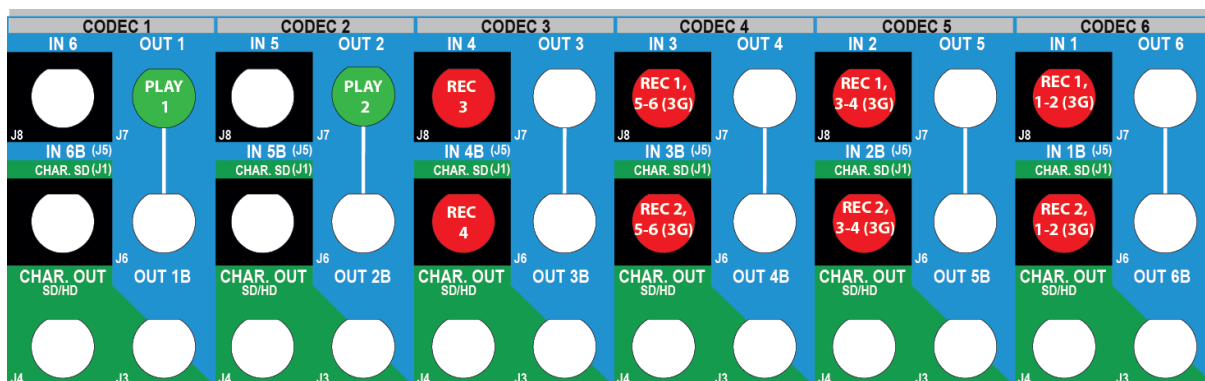 CODEC 1 CODEC 2 CODEC 3 CODEC 4 CODEC 5 CODEC 6
IN 6 OUT 1 IN 5 OUT 2 IN 4 OUT 3 IN 3 OUT 4 IN 2 OUT 5 IN 1 OUT 6
PLAY PLAY REC REC 1, REC 1, REC 1,
1 2 3 5-6 (3G) 3-4 (3G) 1-2 (3G)
J8 J7 J8 J7 J8 J7 J8 J7 J8 J7 J8 J7
IN 6B (J5) IN 5B (J5) IN 4B (J5) IN 3B (J5) IN 2B (J5) IN 1B (J5)
CHAR. SD (J1) CHAR. SD (J1) CHAR. SD (J1) CHAR. SD (J1) CHAR. SD (J1) CHAR. SD (J1)
REC REC 2, REC 2, REC 2,
4 5-6 (3G) 3-4 (3G) 1-2 (3G)
J6 J6 J6 J6 J6 J6
CHAR. OUT OUT 1B CHAR. OUT OUT 2B CHAR. OUT OUT 3B CHAR. OUT OUT 4B CHAR. OUT OUT 5B CHAR. OUT OUT 6B
SD/HD SD/HD SD/HD SD/HD SD/HD SD/HD
J4 J3 J4 J3 J4 J3 J4 J3 J4 J3 J4 J3